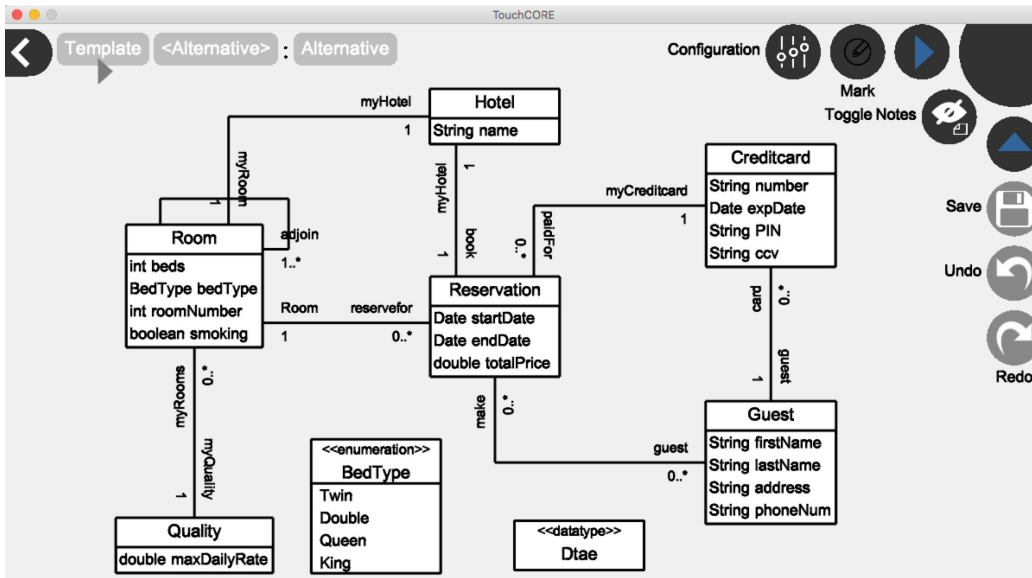 TouchCORE
Template <Alternative> : Alternative
Configuration
Mark
Toggle Notes
Save
Undo
Redo
myHotel
1
Hotel
String name
myRoom
1
adjoin
1..*
Room
int beds
BedType bedType
int roomNumber
boolean smoking
1
myHotel
1
book
myCreditcard
1
paidFor
0..*
Creditcard
String number
Date expDate
String PIN
String ccv
Room
1
reservefor
0..*
Reservation
Date startDate
Date endDate
double totalPrice
card
0..*
guest
1
myRooms
0..*
myQuality
1
make
0..*
guest
0..*
Guest
String firstName
String lastName
String address
String phoneNum
<<enumeration>>
BedType
Twin
Double
Queen
King
Quality
double maxDailyRate
<<datatype>>
Dtae